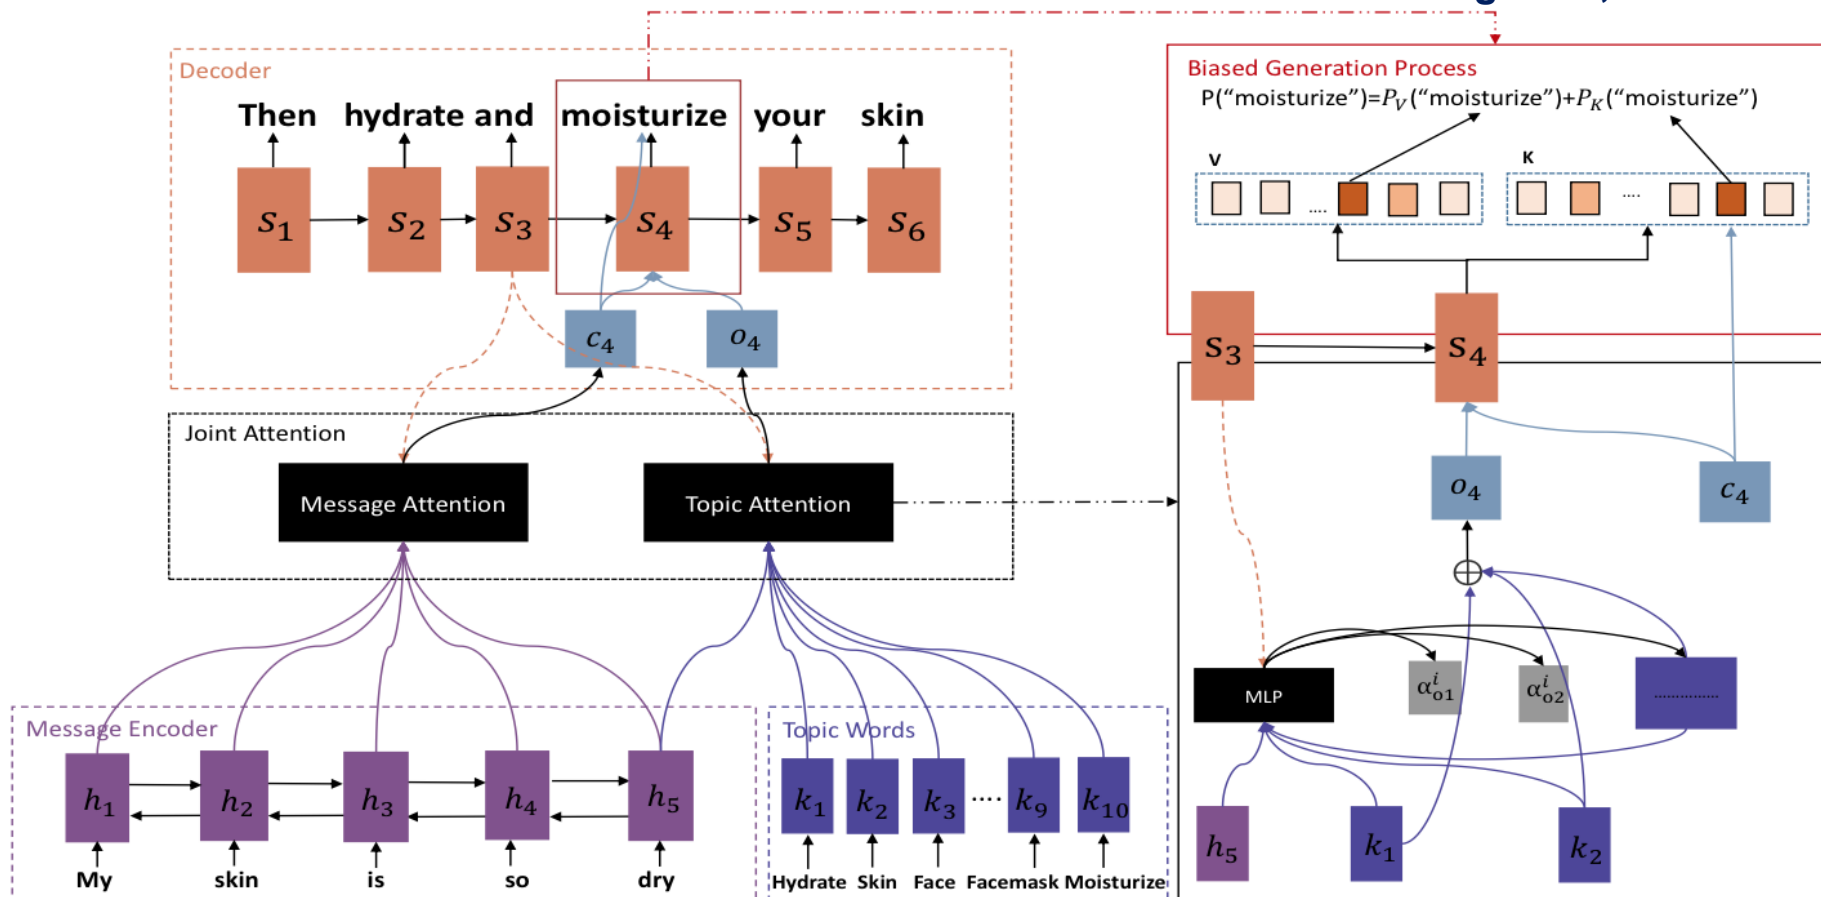 Decoder
Then hydrate and moisturize your skin
s1 s2 s3 s4 s5 s6
c4 o4
Joint Attention
Message Attention
Topic Attention
Message Encoder
h1 h2 h3 h4 h5
My skin is so dry
Topic Words
k1 k2 k3 .... k9 k10
Hydrate Skin Face Facemask Moisturize
Biased Generation Process
P(“moisturize”)=PV(“moisturize”)+PK(“moisturize”)
V
K
....
....
S3 S4
o4
c4
MLP
α^i_o1
α^i_o2
...............
h5 k1 k2